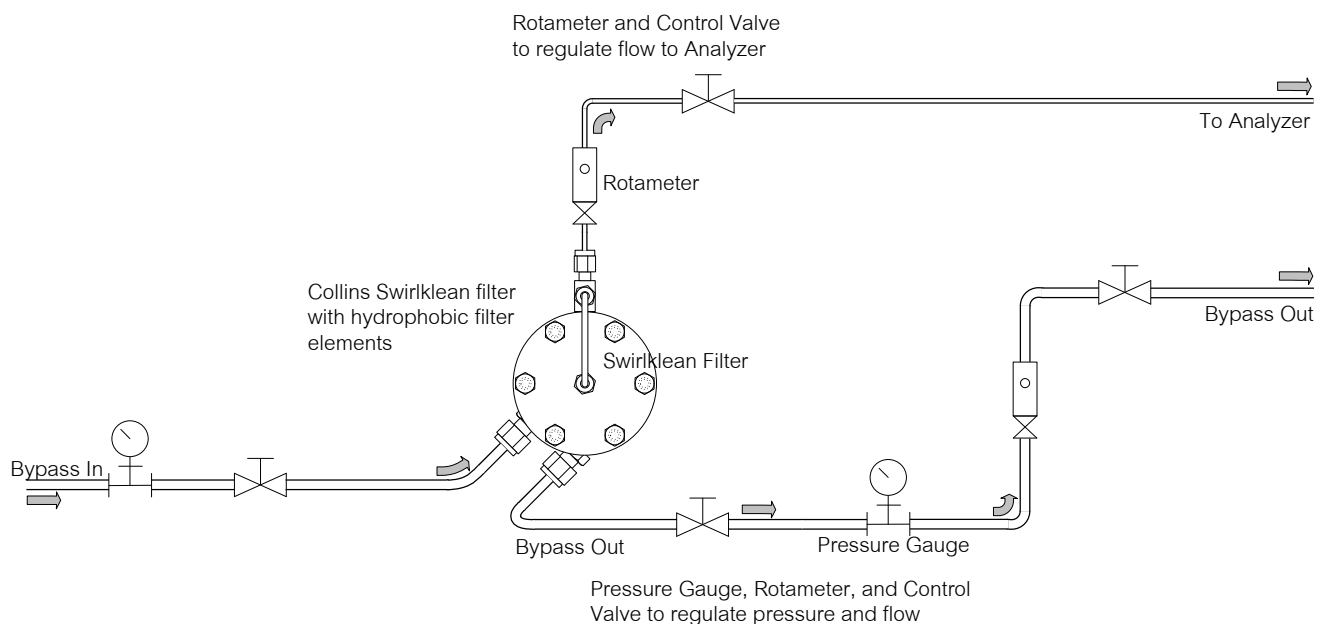 Rotameter and Control Valve
to regulate flow to Analyzer
To Analyzer
Rotameter
Collins Swirlklean filter
with hydrophobic filter
elements
Bypass Out
Swirlklean Filter
Bypass In
Bypass Out
Pressure Gauge
Pressure Gauge, Rotameter, and Control
Valve to regulate pressure and flow